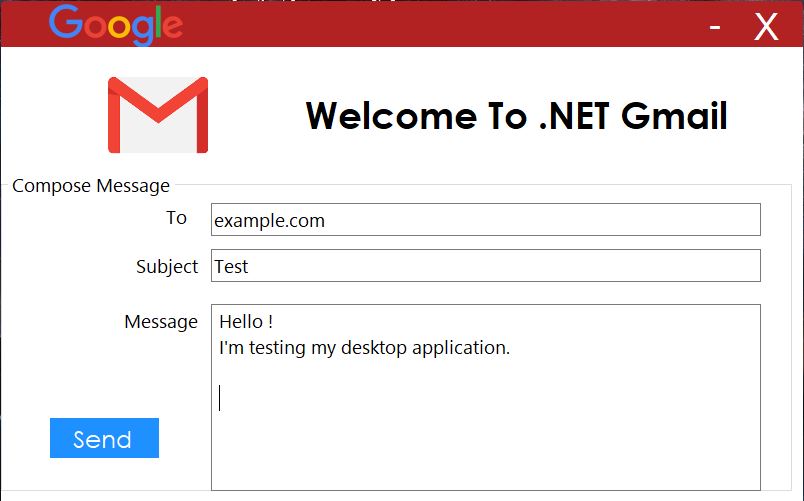 Google
- X
Welcome To .NET Gmail
Compose Message
To example.com
Subject Test
Message Hello !
I'm testing my desktop application.
Send